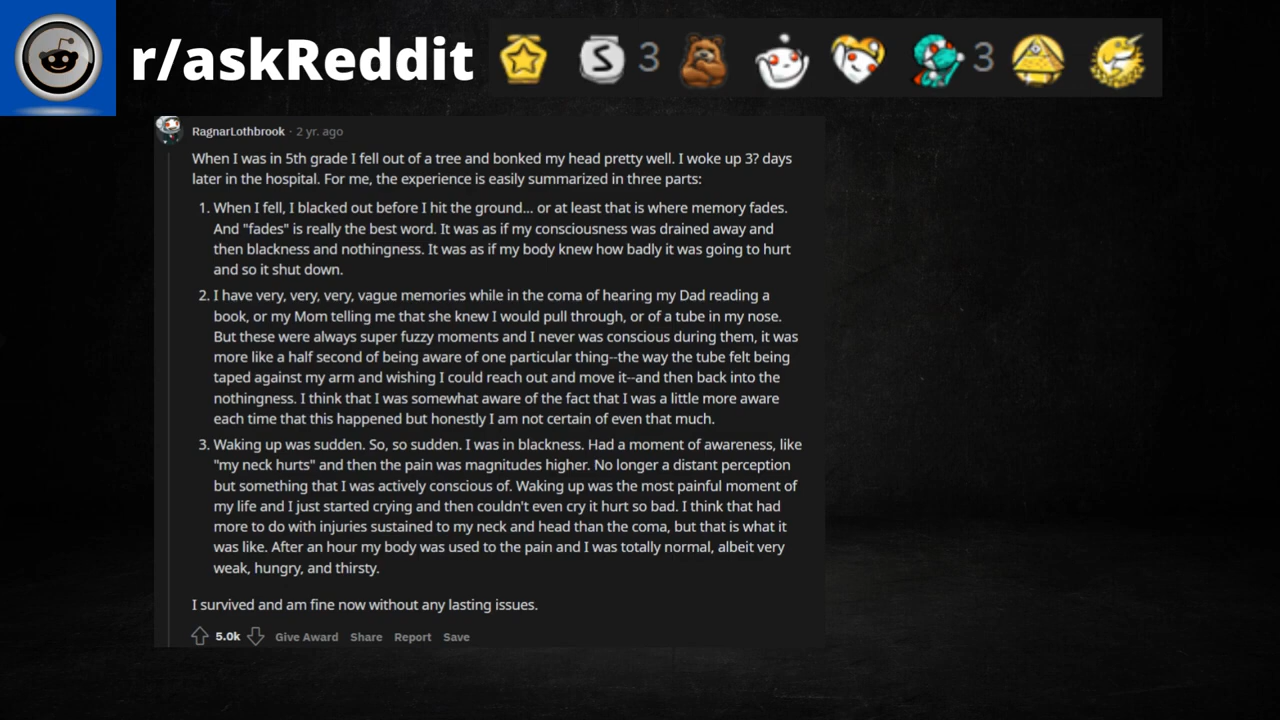 r/askReddit
3
3
RagnarLothbrook · 2 yr. ago
When I was in 5th grade I fell out of a tree and bonked my head pretty well. I woke up 3? days
later in the hospital. For me, the experience is easily summarized in three parts:
1. When I fell, I blacked out before I hit the ground... or at least that is where memory fades.
And "fades" is really the best word. It was as if my consciousness was drained away and
then blackness and nothingness. It was as if my body knew how badly it was going to hurt
and so it shut down.
2. I have very, very, very, vague memories while in the coma of hearing my Dad reading a
book, or my Mom telling me that she knew I would pull through, or of a tube in my nose.
But these were always super fuzzy moments and I never was conscious during them, it was
more like a half second of being aware of one particular thing--the way the tube felt being
taped against my arm and wishing I could reach out and move it--and then back into the
nothingness. I think that I was somewhat aware of the fact that I was a little more aware
each time that this happened but honestly I am not certain of even that much.
3. Waking up was sudden. So, so sudden. I was in blackness. Had a moment of awareness, like
"my neck hurts" and then the pain was magnitudes higher. No longer a distant perception
but something that I was actively conscious of. Waking up was the most painful moment of
my life and I just started crying and then couldn't even cry it hurt so bad. I think that had
more to do with injuries sustained to my neck and head than the coma, but that is what it
was like. After an hour my body was used to the pain and I was totally normal, albeit very
weak, hungry, and thirsty.
I survived and am fine now without any lasting issues.
5.0k Give Award Share Report Save